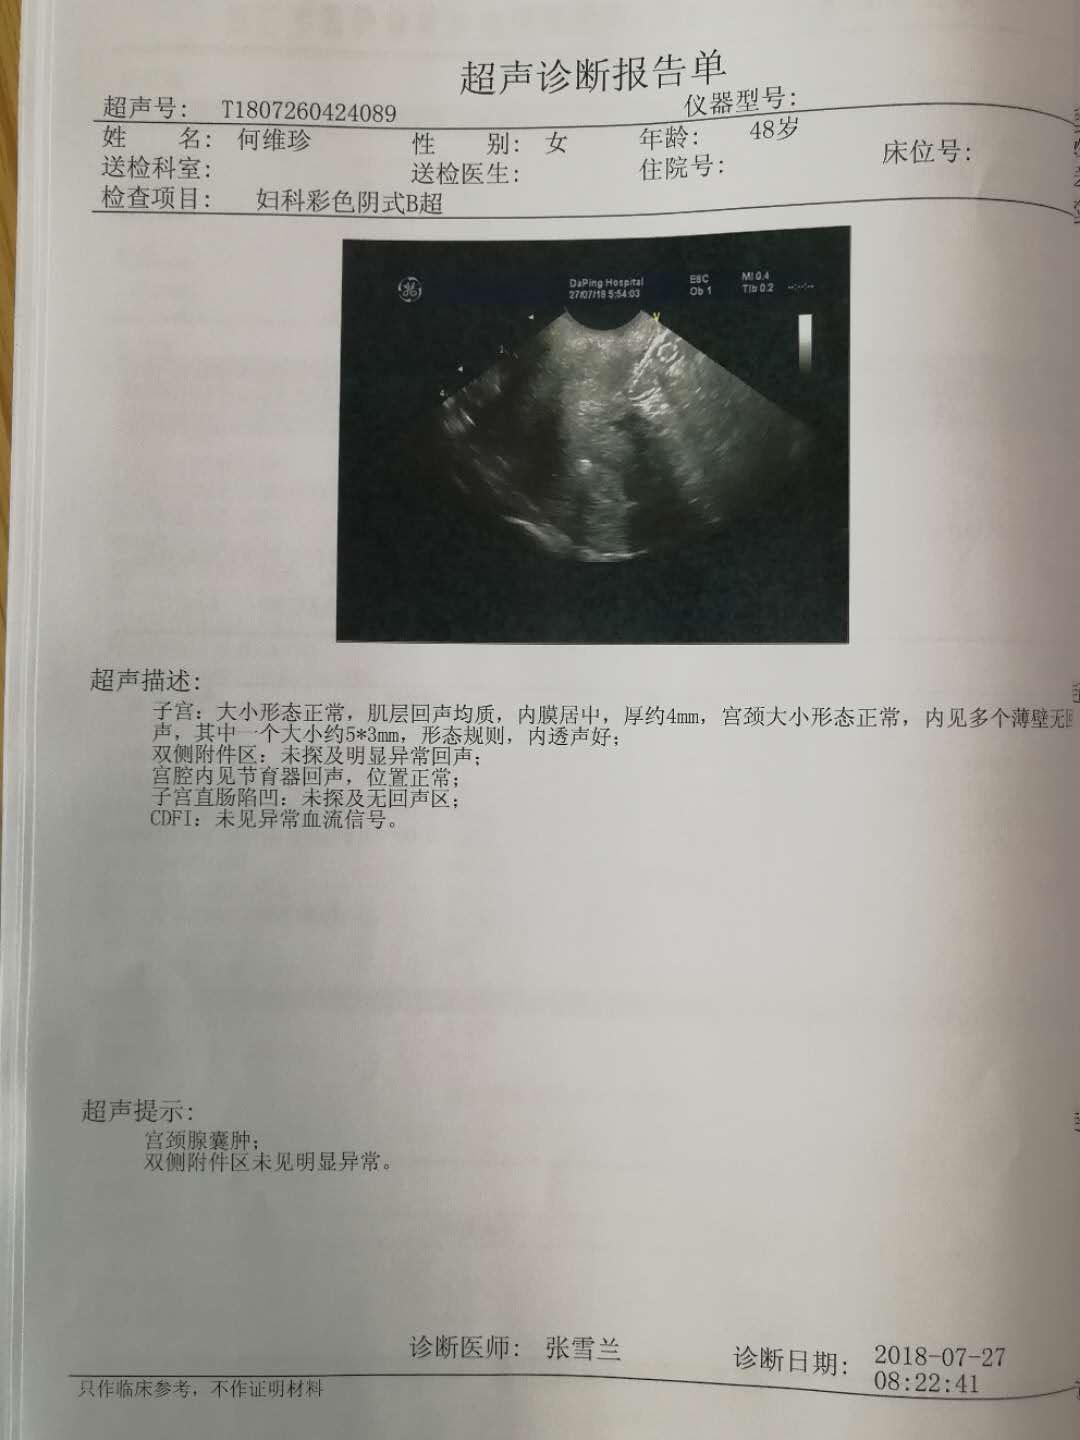 超声诊断报告单
超声号: T1807260424089 仪器型号:
姓 名: 何维珍 性 别: 女 年龄: 48岁
送检科室: 送检医生: 住院号: 床位号:
检查项目: 妇科彩色阴式B超
DaPing Hospital E8C MI 0.4
27/07/18 5:54:03 Ob 1 TIb 0.2
超声描述:
子宫: 大小形态正常, 肌层回声均质, 内膜居中, 厚约4mm, 宫颈大小形态正常, 内见多个薄壁无回
声, 其中一个大小约5*3mm, 形态规则, 内透声好;
双侧附件区: 未探及明显异常回声;
宫腔内见节育器回声, 位置正常;
子宫直肠陷凹: 未探及无回声区;
CDFI: 未见异常血流信号。
超声提示:
宫颈腺囊肿;
双侧附件区未见明显异常。
诊断医师: 张雪兰 诊断日期: 2018-07-27
08:22:41
只作临床参考, 不作证明材料